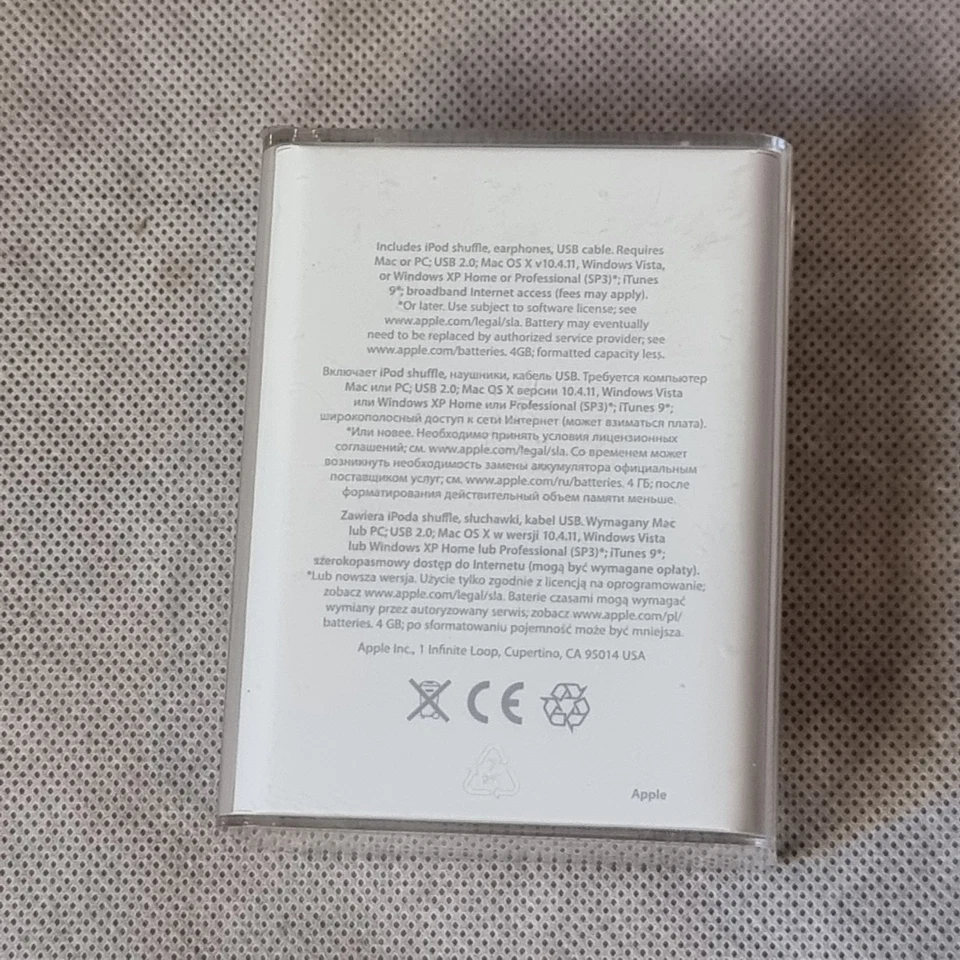 Includes iPod shuffle, earphones, USB cable. Requires
Mac or PC; USB 2.0; Mac OS X v10.4.11, Windows Vista,
or Windows XP Home or Professional (SP3)*; iTunes
9*; broadband Internet access (fees may apply).
*Or later. Use subject to software license; see
www.apple.com/legal/sla. Battery may eventually
need to be replaced by authorized service provider; see
www.apple.com/batteries. 4GB; formatted capacity less.
Включает iPod shuffle, наушники, кабель USB. Требуется компьютер
Mac или PC; USB 2.0; Mac OS X версии 10.4.11, Windows Vista
или Windows XP Home или Professional (SP3)*; iTunes 9*;
широкополосный доступ к сети Интернет (может взиматься плата).
*Или новее. Необходимо принять условия лицензионных
соглашений; см. www.apple.com/legal/sla. Со временем может
возникнуть необходимость замены аккумулятора официальным
поставщиком услуг; см. www.apple.com/ru/batteries. 4 ГБ; после
форматирования действительный объем памяти меньше.
Zawiera iPoda shuffle, słuchawki, kabel USB. Wymagany Mac
lub PC; USB 2.0; Mac OS X w wersji 10.4.11, Windows Vista
lub Windows XP Home lub Professional (SP3)*; iTunes 9*;
szerokopasmowy dostęp do Internetu (mogą być wymagane opłaty).
*Lub nowsza wersja. Użycie tylko zgodnie z licencją na oprogramowanie;
zobacz www.apple.com/legal/sla. Baterie czasami mogą wymagać
wymiany przez autoryzowany serwis; zobacz www.apple.com/pl/
batteries. 4 GB; po sformatowaniu pojemność może być mniejsza.
Apple Inc., 1 Infinite Loop, Cupertino, CA 95014 USA
CE
Apple